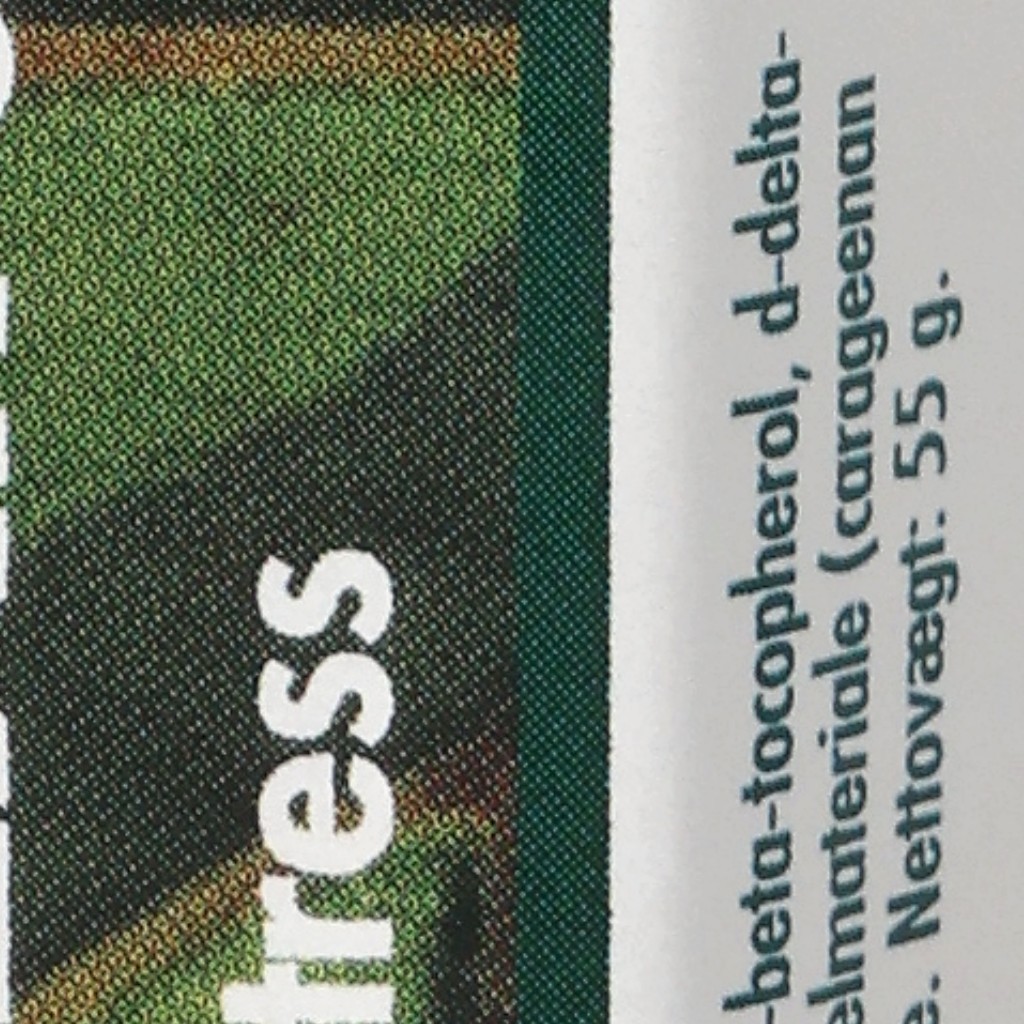 tress
-beta-tocopherol, d-delta-
elmateriale (carageenan
e. Nettovægt: 55 g.